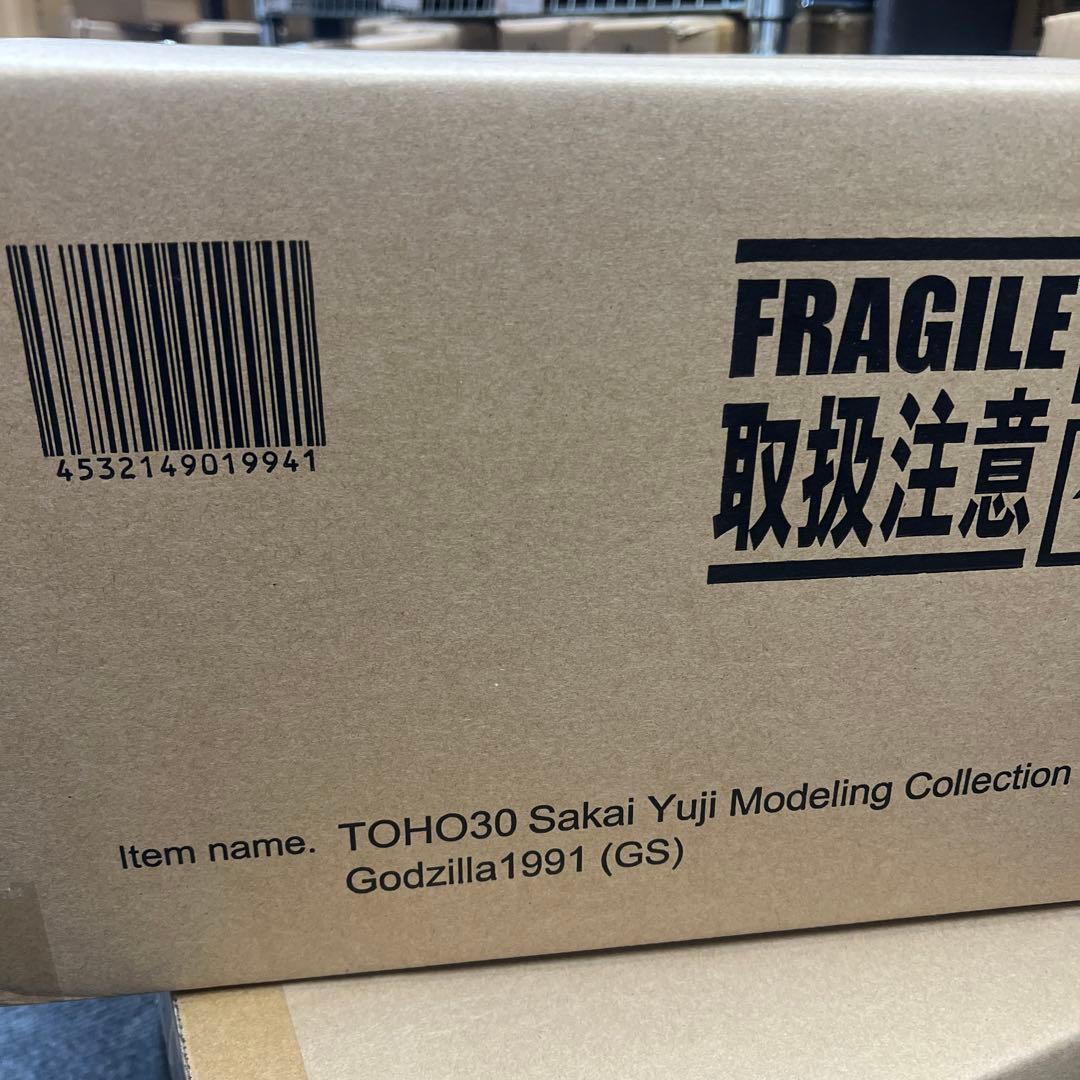 4532149019941
FRAGILE
取扱注意
Item name. TOHO30 Sakai Yuji Modeling Collection
Godzilla1991 (GS)